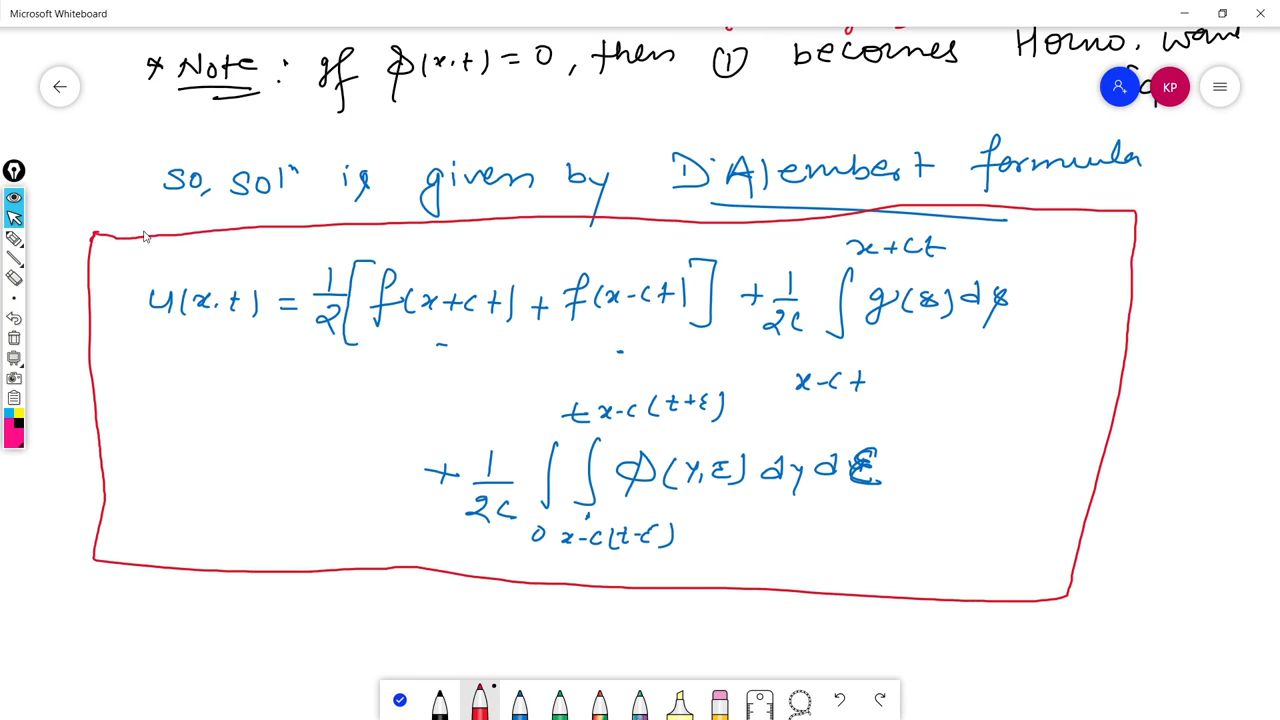 Microsoft Whiteboard
* Note : If φ(x,t) = 0, then ① becomes Homo. wave
KP
so, solⁿ is given by D'Alembert formula
x+ct
u(x,t) = 1/2 [f(x+ct) + f(x-ct)] + 1/2c ∫ g(s) ds
x-ct
t x-c(t+ε)
+ 1/2c ∫ ∫ φ(y,ε) dy dε
0 x-c(t-ε)